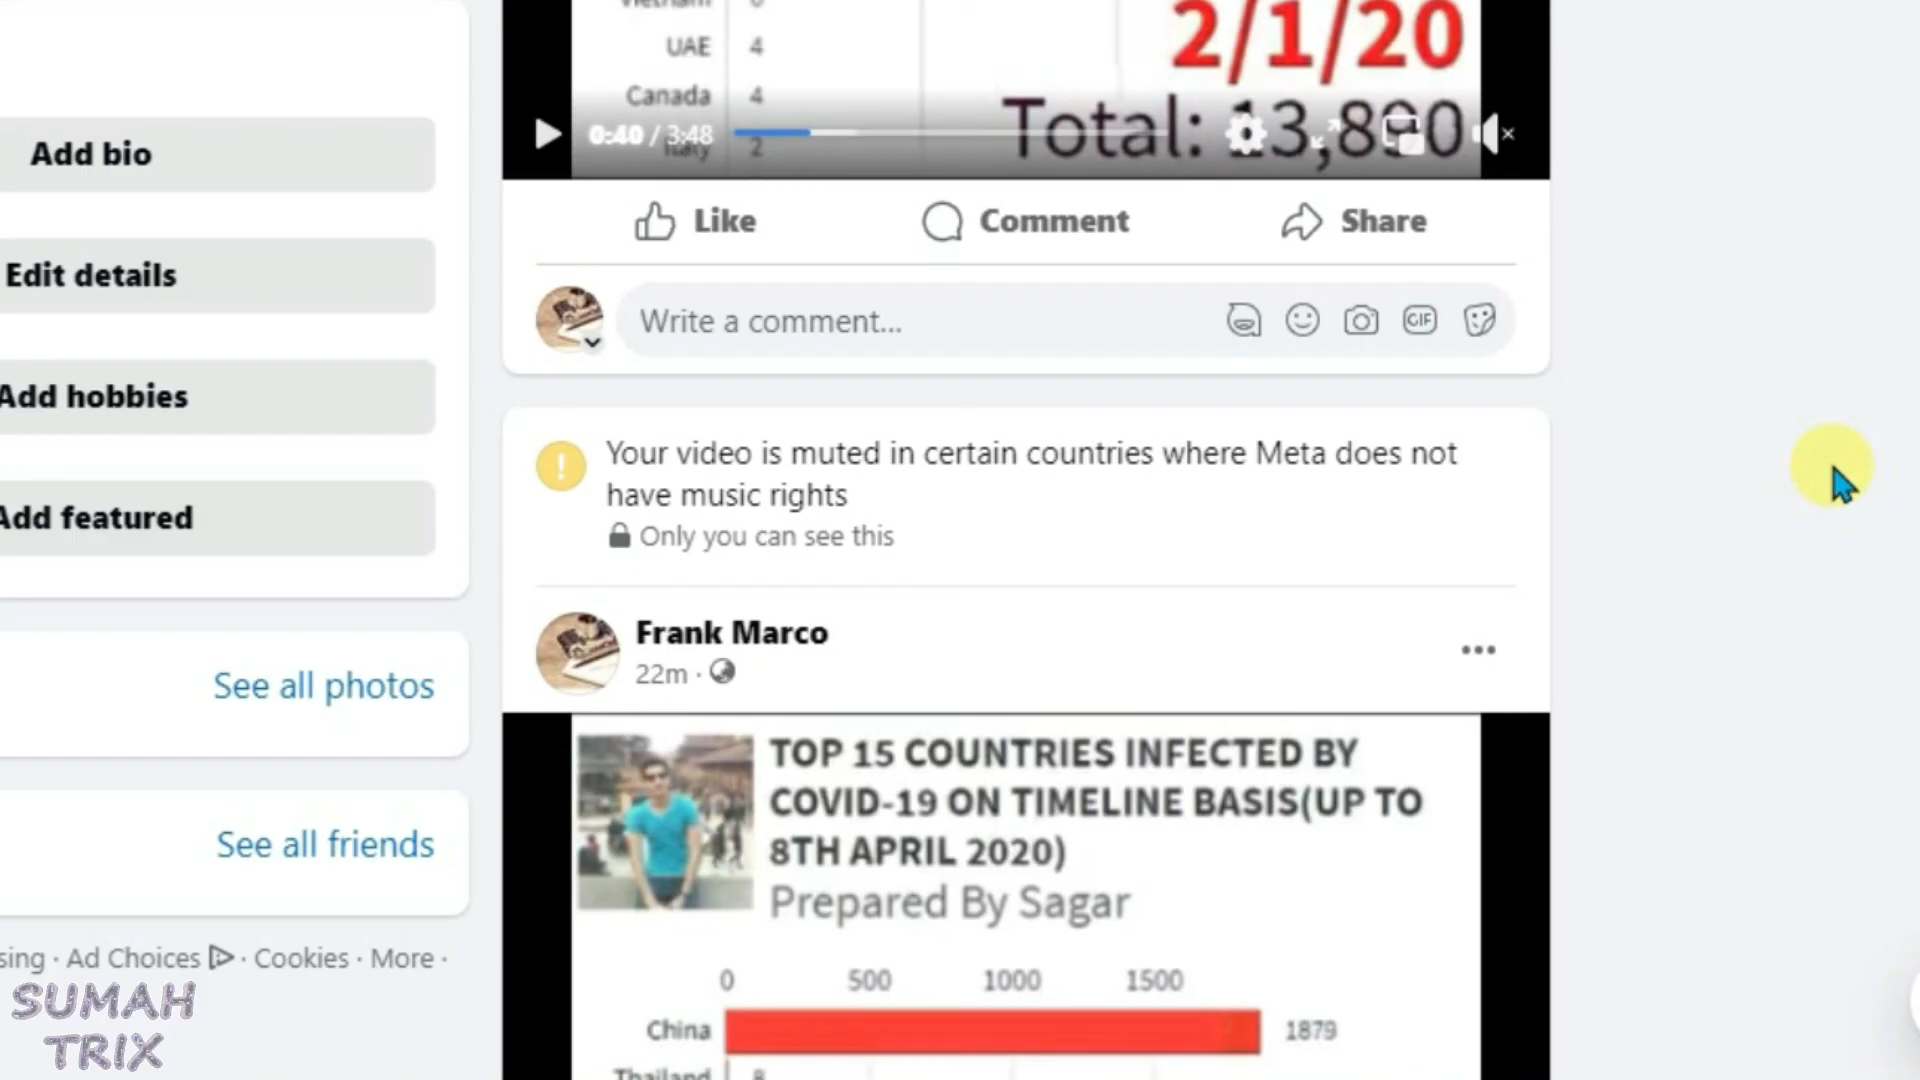 Vietnam 6
2/1/20
UAE 4
Canada 4
Total: 13,890
0:40 / 3:48
Italy 2
Add bio
Like Comment Share
Edit details
Write a comment...
GIF
Add hobbies
Your video is muted in certain countries where Meta does not
have music rights
Only you can see this
Add featured
Frank Marco
22m ·
See all photos
TOP 15 COUNTRIES INFECTED BY
COVID-19 ON TIMELINE BASIS(UP TO
8TH APRIL 2020)
Prepared By Sagar
See all friends
sing · Ad Choices · Cookies · More ·
0 500 1000 1500
SUMAH
TRIX
China 1879
Thailand 8